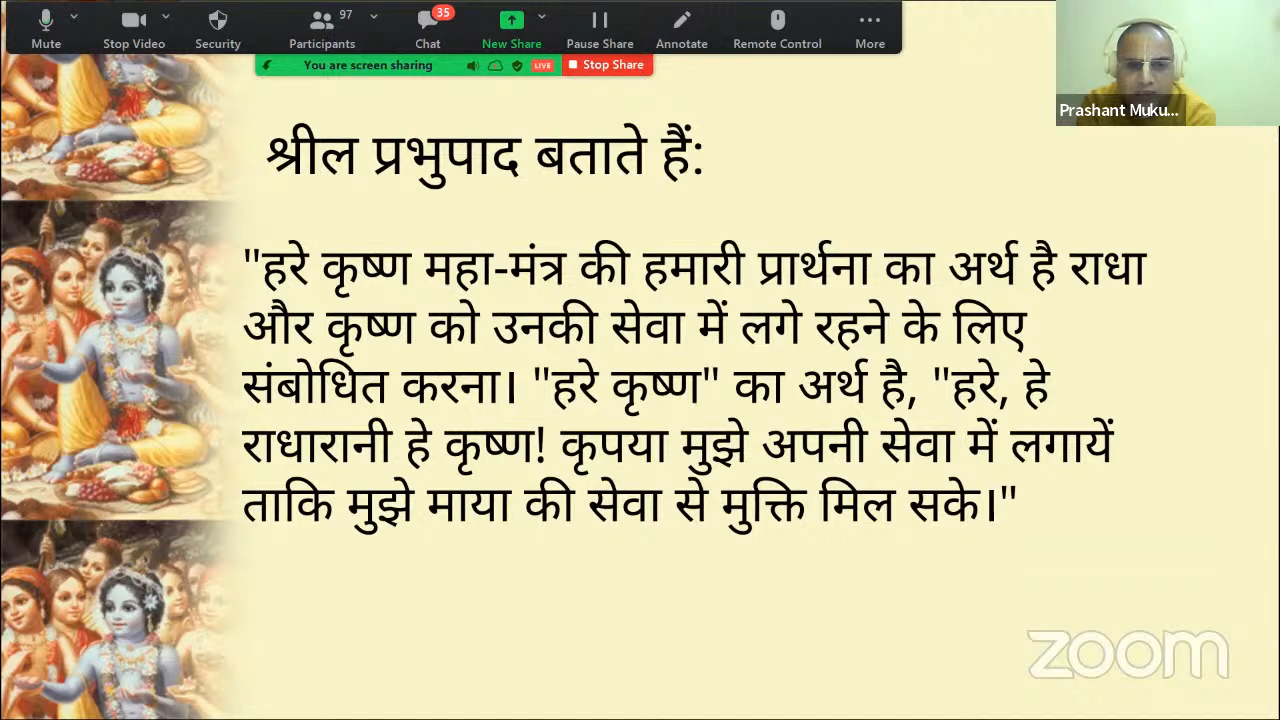 97
35
Mute
Stop Video
Security
Participants
Chat
New Share
Pause Share
Annotate
Remote Control
More
You are screen sharing
LIVE
Stop Share
Prashant Muku...
श्रील प्रभुपाद बताते हैं:
"हरे कृष्ण महा-मंत्र की हमारी प्रार्थना का अर्थ है राधा
और कृष्ण को उनकी सेवा में लगे रहने के लिए
संबोधित करना। "हरे कृष्ण" का अर्थ है, "हरे, हे
राधारानी हे कृष्ण! कृपया मुझे अपनी सेवा में लगायें
ताकि मुझे माया की सेवा से मुक्ति मिल सके।"
zoom